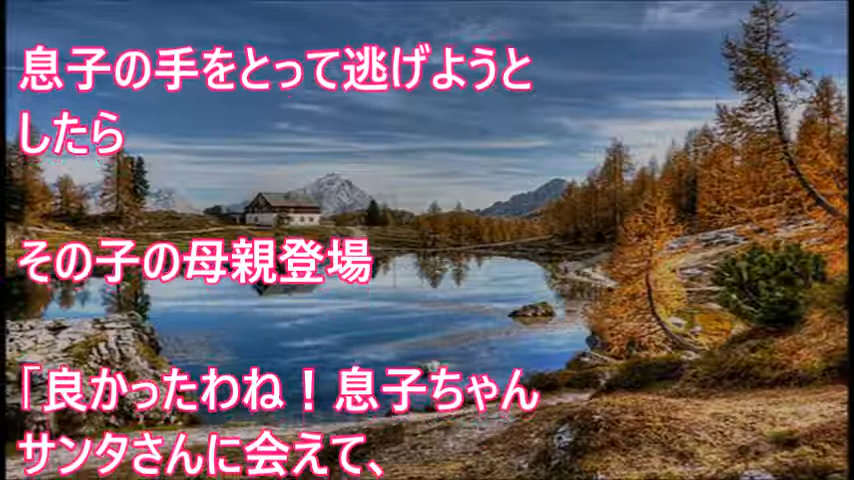 息子の手をとって逃げようと
したら
その子の母親登場
「良かったわね！息子ちゃん
サンタさんに会えて、